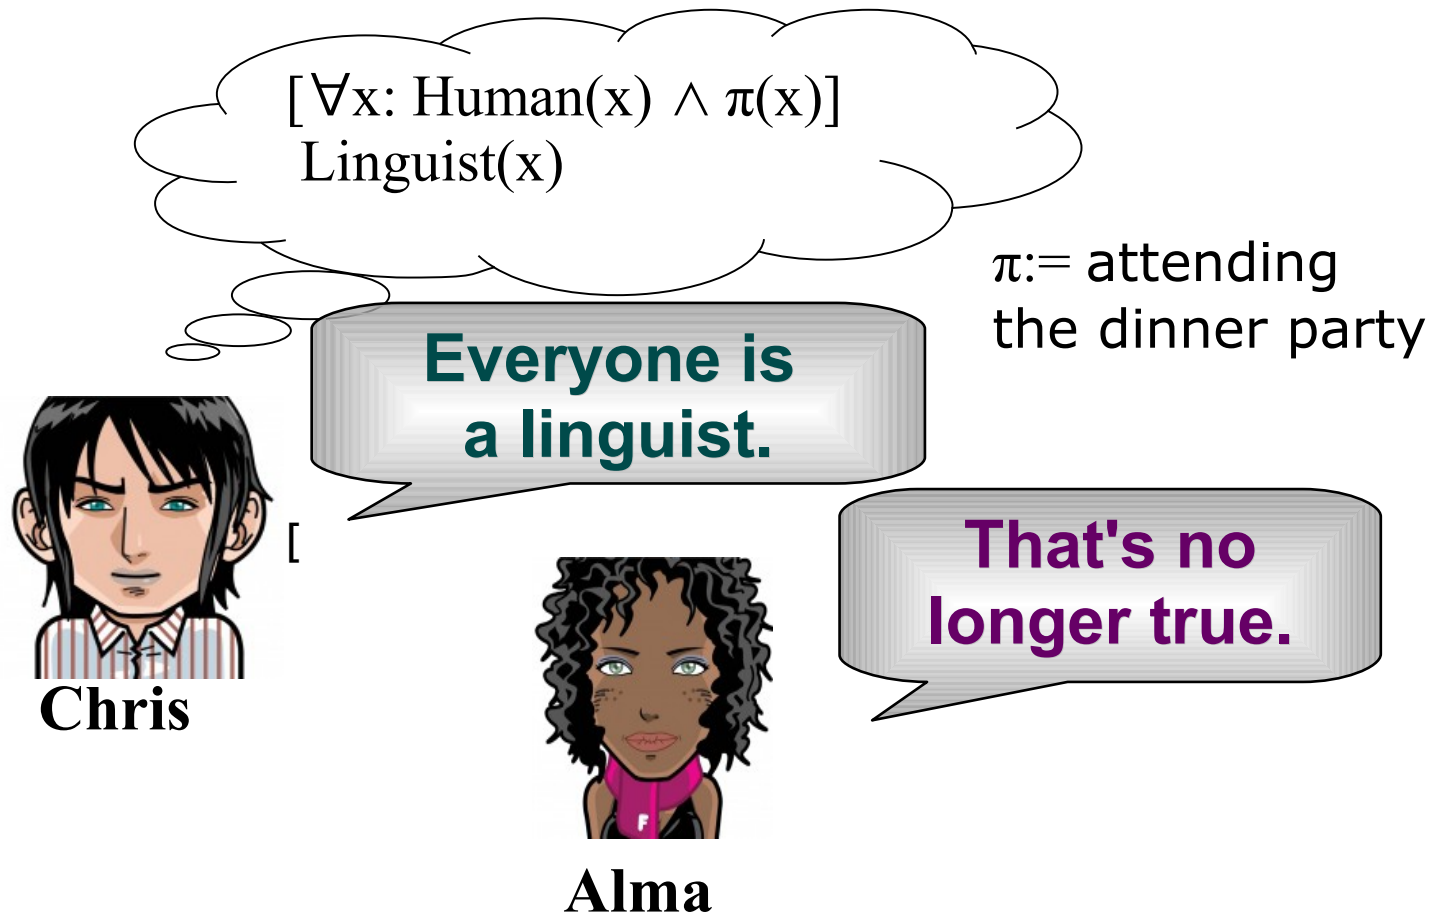 [∀x: Human(x) ∧ π(x)]
Linguist(x)
π:= attending
the dinner party
Everyone is
a linguist.
[
That's no
longer true.
F
Chris
Alma